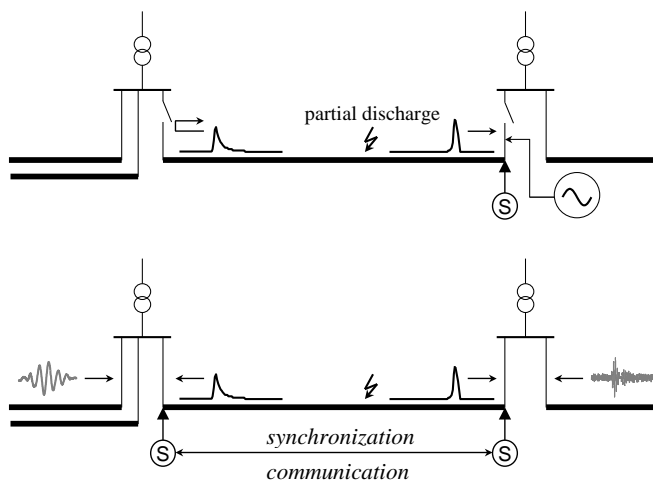 partial discharge
S
synchronization
S
S
communication